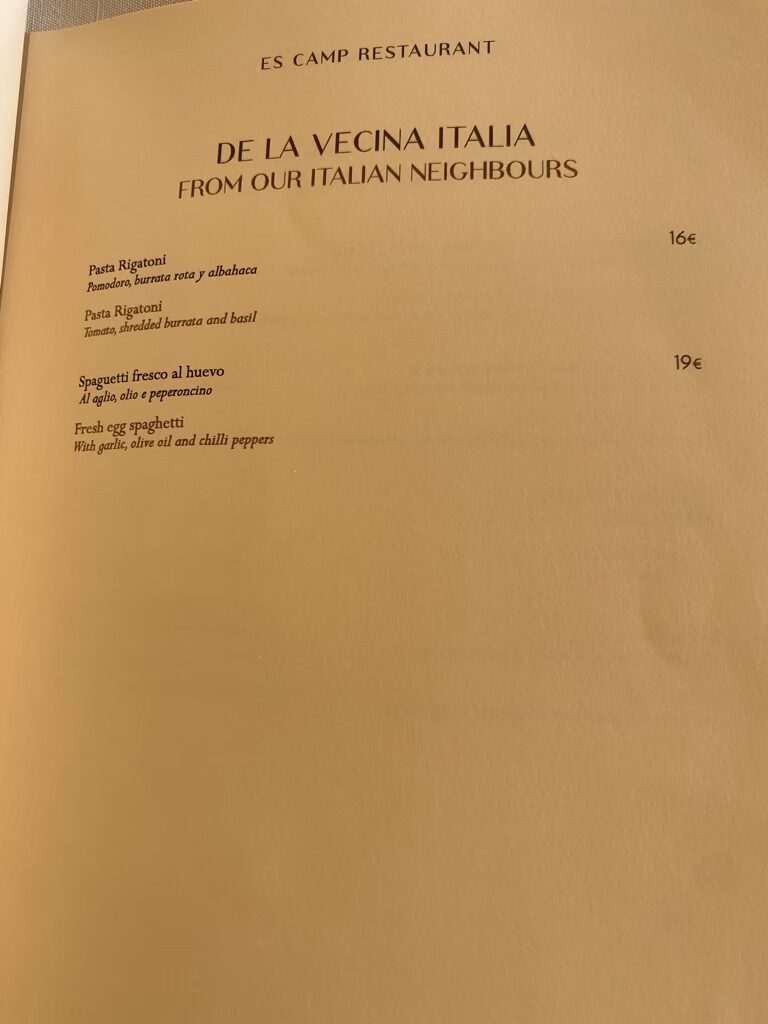 ES CAMP RESTAURANT
DE LA VECINA ITALIA
FROM OUR ITALIAN NEIGHBOURS
Pasta Rigatoni 16€
Pomodoro, burrata rota y albahaca
Pasta Rigatoni
Tomato, shredded burrata and basil
Spaguetti fresco al huevo 19€
Al aglio, olio e peperoncino
Fresh egg spaghetti
With garlic, olive oil and chilli peppers